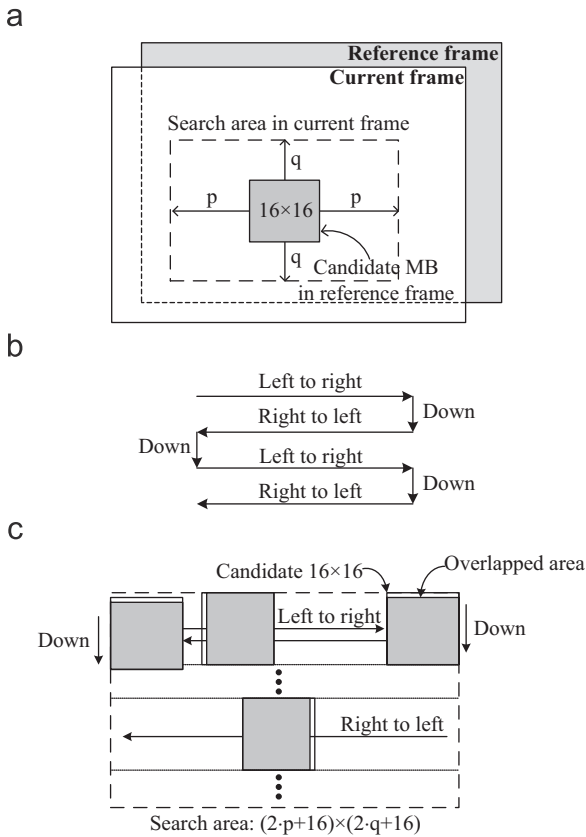 a
Reference frame
Current frame
Search area in current frame
q
p
16×16
p
q
Candidate MB
in reference frame
b
Left to right
Down
Right to left
Down
Left to right
Down
Right to left
c
Candidate 16×16
Overlapped area
Down
Left to right
Down
Right to left
Search area: (2·p+16)×(2·q+16)